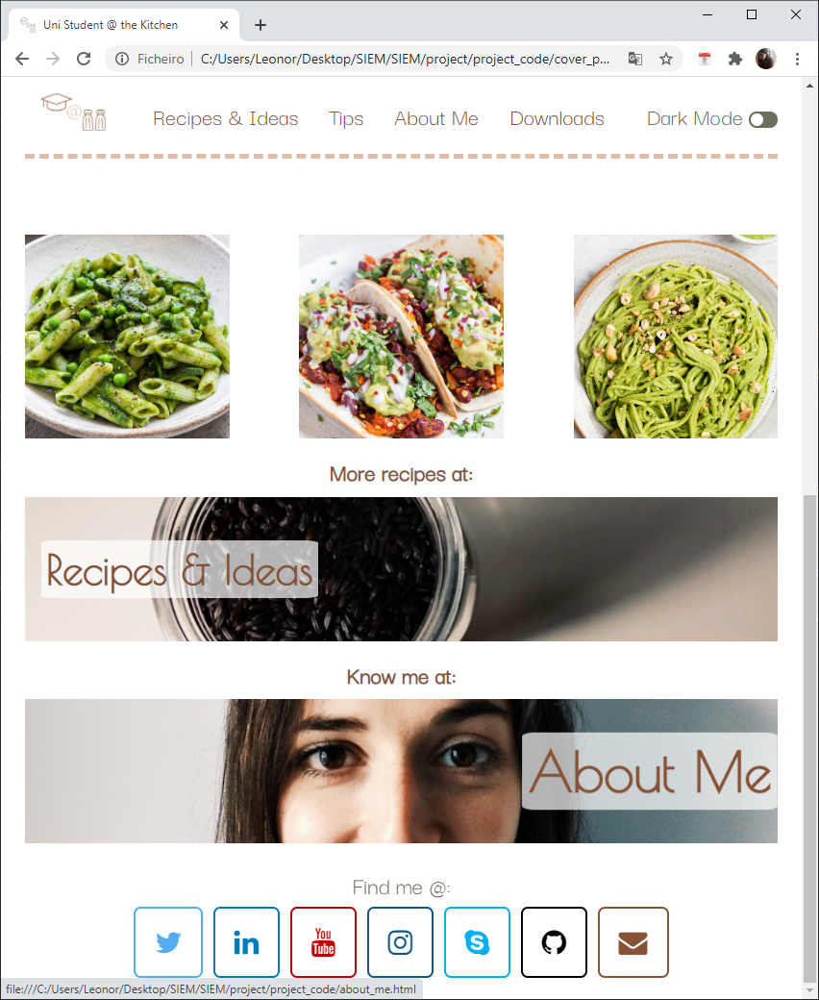 Uni Student @ the Kitchen
Ficheiro C:/Users/Leonor/Desktop/SIEM/SIEM/project/project_code/cover_p...
@
Recipes & Ideas Tips About Me Downloads Dark Mode
More recipes at:
Recipes & Ideas
Know me at:
About Me
Find me @:
in
You
Tube
file:///C:/Users/Leonor/Desktop/SIEM/SIEM/project/project_code/about_me.html